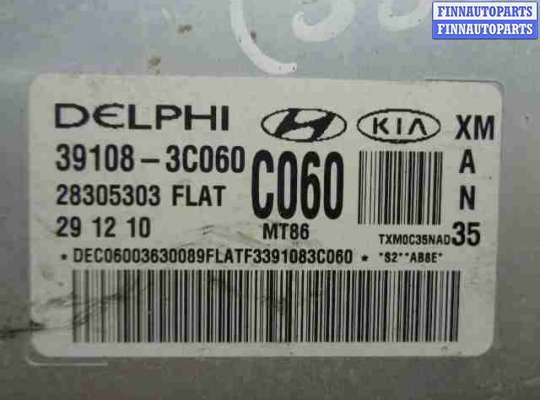 FINNAUTOPARTS
FINNAUTOPARTS
DELPHI KIA XM
39108-3C060 C060 A
28305303 FLAT N
29 12 10 MT86 TXM0C35NAD 35
*DEC06003630089FLATF3391083C060* *S2**AB8E*